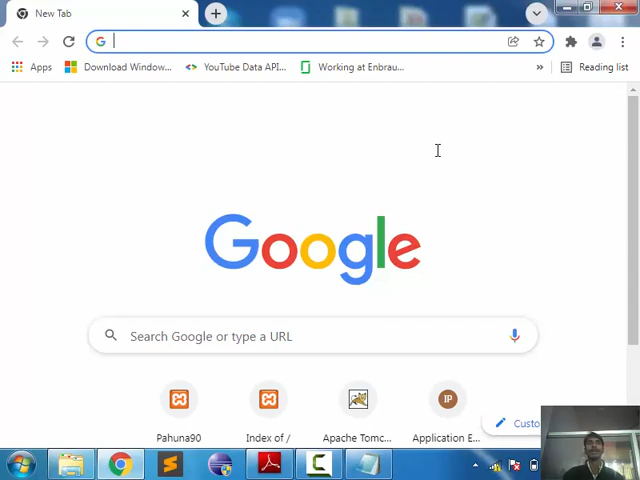 New Tab
Apps
Download Window...
YouTube Data API...
Working at Enbrau...
»
Reading list
Google
Search Google or type a URL
Pahuna90
Index of /
Apache Tomc...
IP
Application E...
Custo